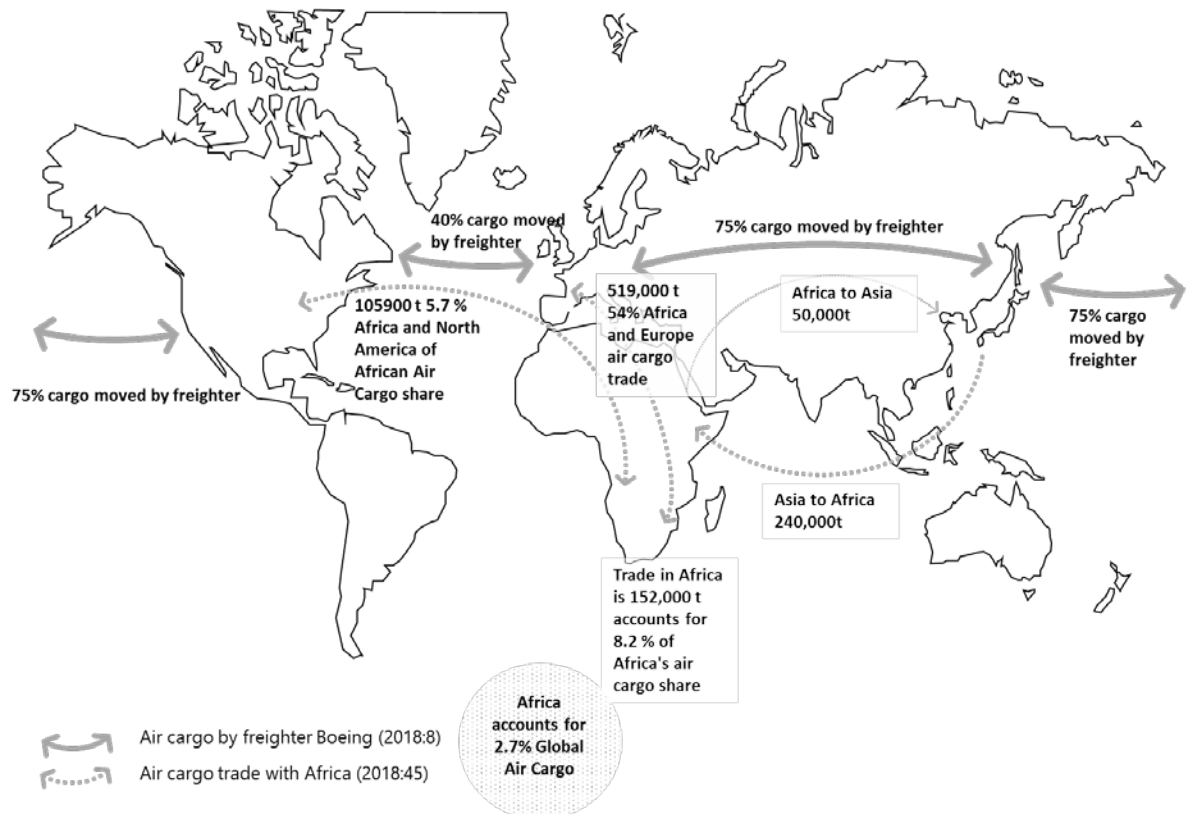 40% cargo moved
by freighter
75% cargo moved by freighter
105900 t 5.7 %
Africa and North
America of
African Air
Cargo share
519,000 t
54% Africa
and Europe
air cargo
trade
Africa to Asia
50,000t
75% cargo
moved by
freighter
75% cargo moved by freighter
Asia to Africa
240,000t
Trade in Africa
is 152,000 t
accounts for
8.2 % of
Africa's air
cargo share
Africa
accounts for
2.7% Global
Air Cargo
Air cargo by freighter Boeing (2018:8)
Air cargo trade with Africa (2018:45)